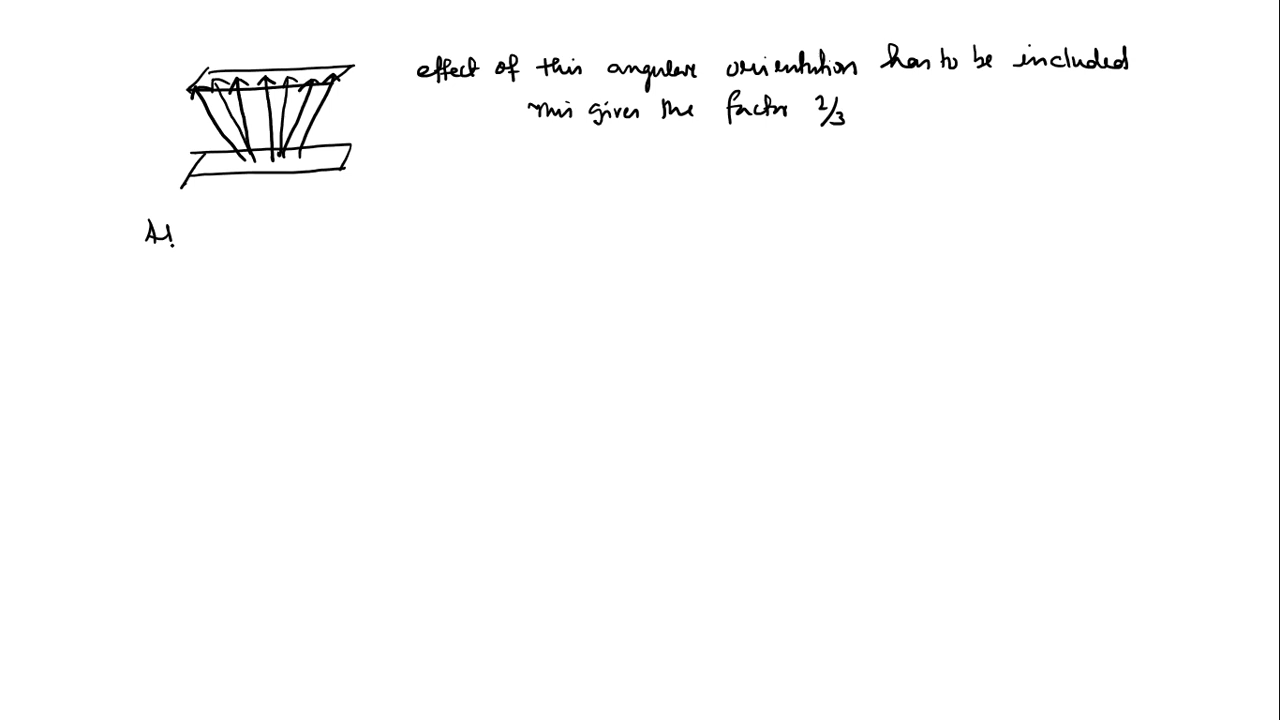 effect of this angular orientation has to be included
this gives the factor 2/3